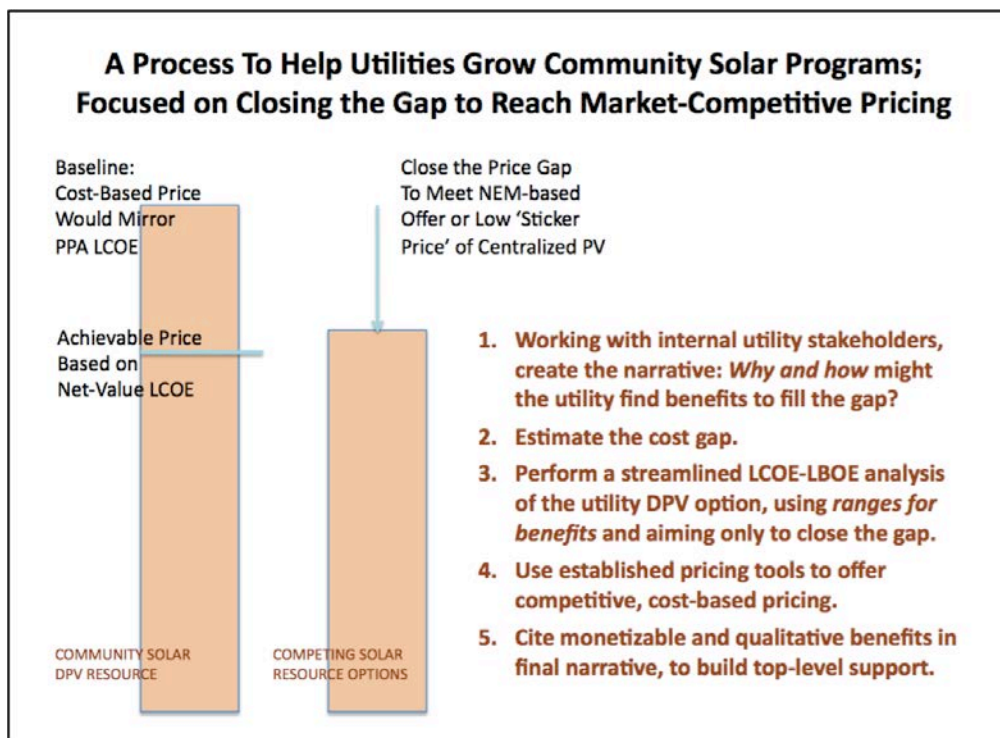 A Process To Help Utilities Grow Community Solar Programs;
Focused on Closing the Gap to Reach Market-Competitive Pricing
Baseline:
Cost-Based Price
Would Mirror
PPA LCOE
Close the Price Gap
To Meet NEM-based
Offer or Low ‘Sticker
Price’ of Centralized PV
Achievable Price
Based on
Net-Value LCOE
COMMUNITY SOLAR
DPV RESOURCE
COMPETING SOLAR
RESOURCE OPTIONS
1. Working with internal utility stakeholders,
create the narrative: Why and how might
the utility find benefits to fill the gap?
2. Estimate the cost gap.
3. Perform a streamlined LCOE-LBOE analysis
of the utility DPV option, using ranges for
benefits and aiming only to close the gap.
4. Use established pricing tools to offer
competitive, cost-based pricing.
5. Cite monetizable and qualitative benefits in
final narrative, to build top-level support.